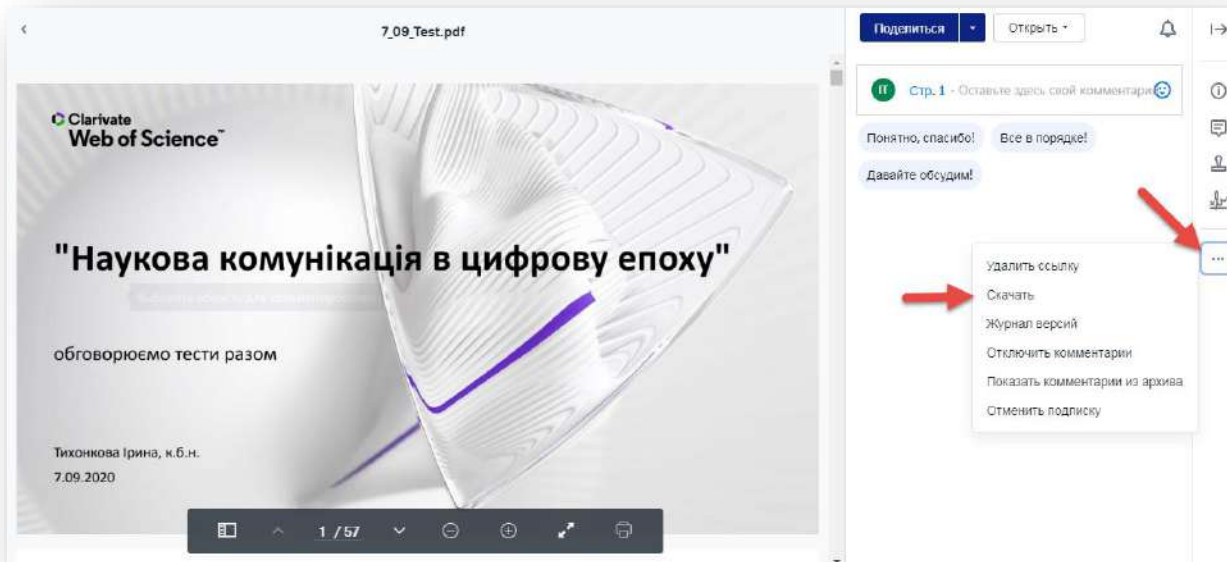 7_09_Test.pdf
Поделиться
Открыть
Clarivate
Web of Science™
"Наукова комунікація в цифрову епоху"
обговорюємо тести разом
Тихонкова Ірина, к.б.н.
7.09.2020
1 / 57
ІТ
Стр. 1 - Оставьте здесь свой комментарий
Понятно, спасибо! Все в порядке!
Давайте обсудим!
Удалить ссылку
Скачать
Журнал версий
Отключить комментарии
Показать комментарии из архива
Отменить подписку